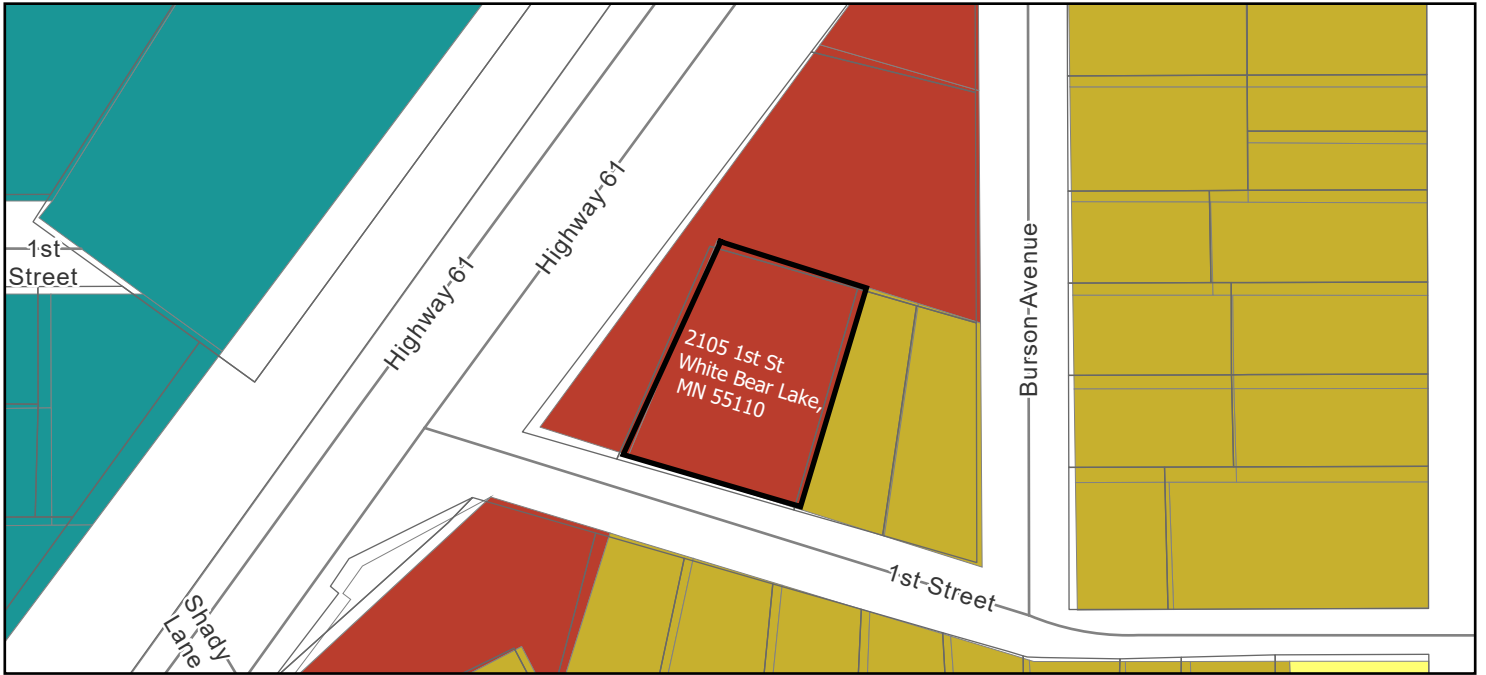 Highway-61
Highway-61
Burson-Avenue
1st
Street
2105 1st St
White Bear Lake,
MN 55110
1st-Street
Shady
Lane